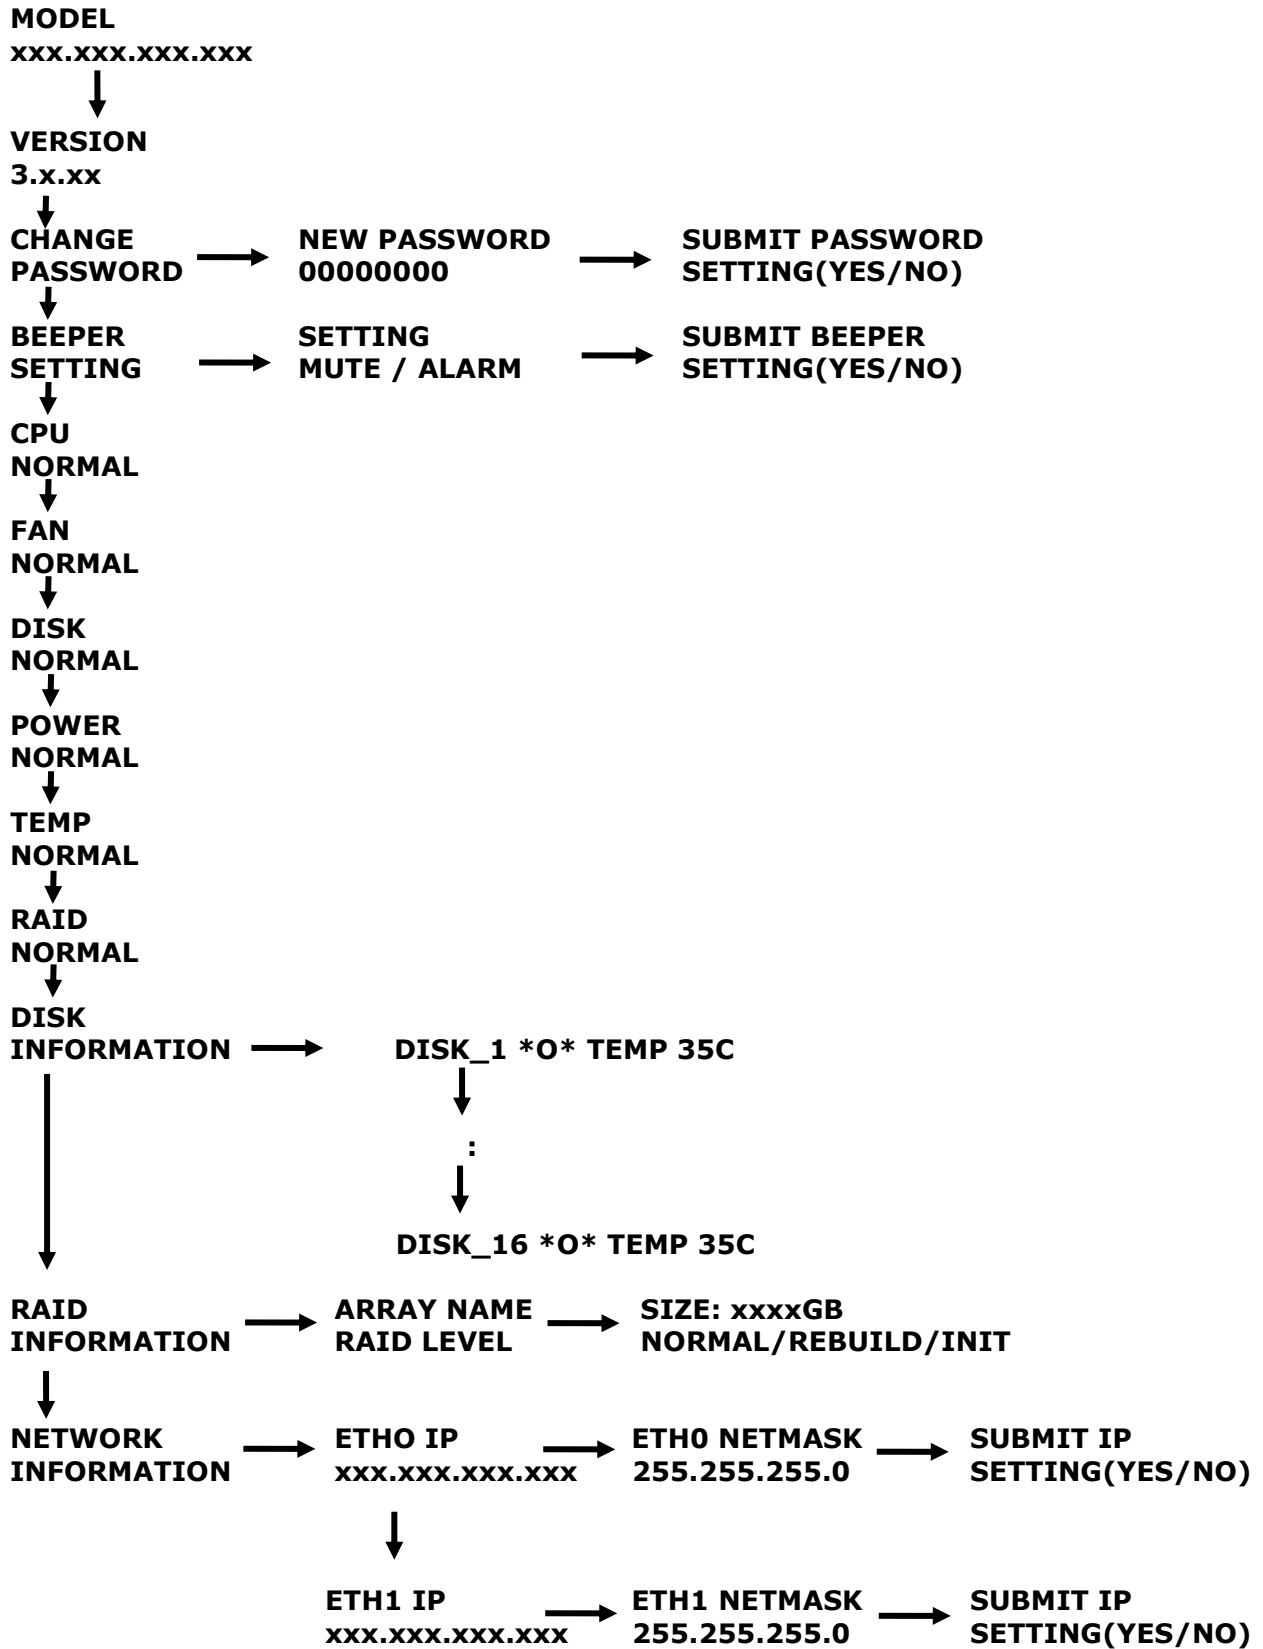 MODEL
xxx.xxx.xxx.xxx
VERSION
3.x.xx
CHANGE
PASSWORD
NEW PASSWORD
00000000
SUBMIT PASSWORD
SETTING(YES/NO)
BEEPER
SETTING
SETTING
MUTE / ALARM
SUBMIT BEEPER
SETTING(YES/NO)
CPU
NORMAL
FAN
NORMAL
DISK
NORMAL
POWER
NORMAL
TEMP
NORMAL
RAID
NORMAL
DISK
INFORMATION
DISK_1 *O* TEMP 35C
:
DISK_16 *O* TEMP 35C
RAID
INFORMATION
ARRAY NAME
RAID LEVEL
SIZE: xxxxGB
NORMAL/REBUILD/INIT
NETWORK
INFORMATION
ETHO IP
xxx.xxx.xxx.xxx
ETH0 NETMASK
255.255.255.0
SUBMIT IP
SETTING(YES/NO)
ETH1 IP
xxx.xxx.xxx.xxx
ETH1 NETMASK
255.255.255.0
SUBMIT IP
SETTING(YES/NO)